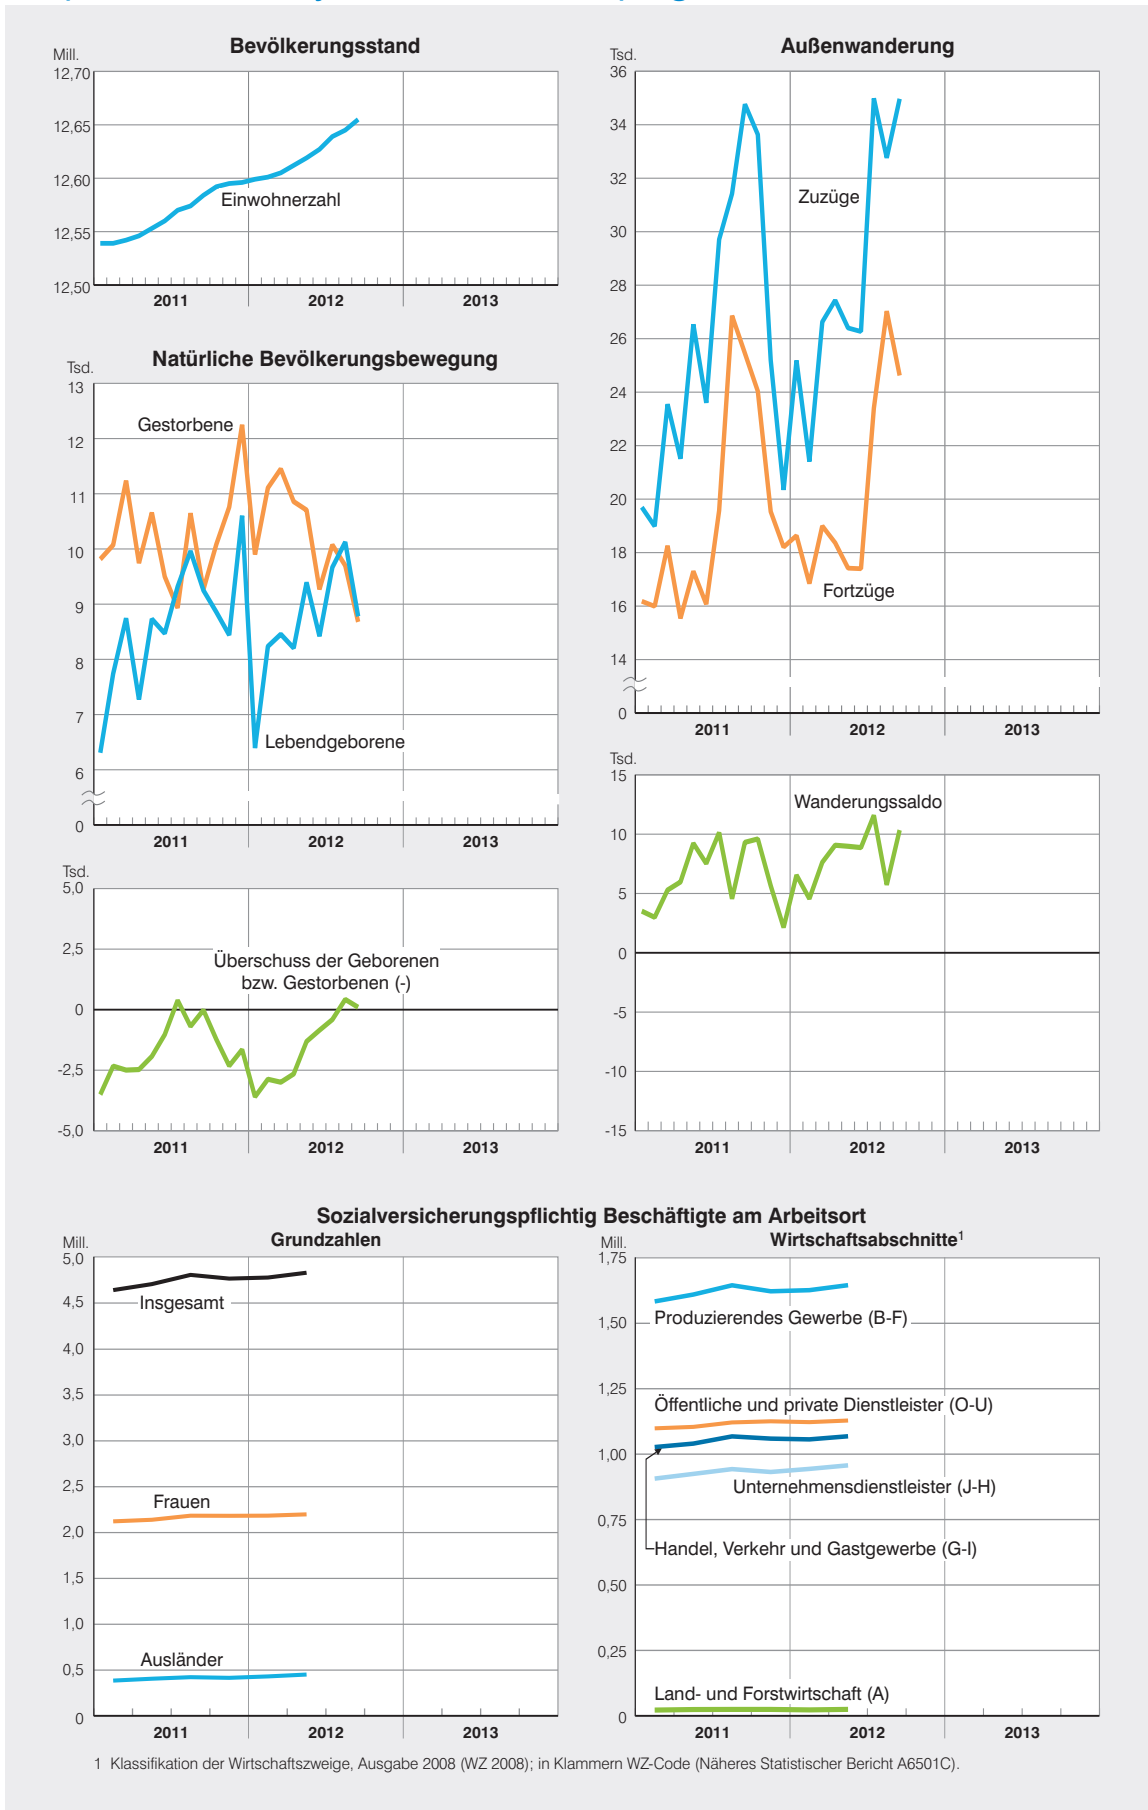 Bevölkerungsstand
Mill.
12,70
12,65
12,60
12,55
12,50
Einwohnerzahl
2011
2012
2013
Außenwanderung
Tsd.
36
34
32
30
28
26
24
22
20
18
16
14
0
Zuzüge
Fortzüge
2011
2012
2013
Natürliche Bevölkerungsbewegung
Tsd.
13
12
11
10
9
8
7
6
0
Gestorbene
Lebendgeborene
2011
2012
2013
Tsd.
15
10
5
0
-5
-10
-15
Wanderungssaldo
2011
2012
2013
Tsd.
5,0
2,5
0
-2,5
-5,0
Überschuss der Geborenen
bzw. Gestorbenen (-)
2011
2012
2013
Sozialversicherungspflichtig Beschäftigte am Arbeitsort
Mill.
Grundzahlen
5,0
4,5
4,0
3,5
3,0
2,5
2,0
1,5
1,0
0,5
0
Insgesamt
Frauen
Ausländer
2011
2012
2013
Mill.
Wirtschaftsabschnitte1
1,75
1,50
1,25
1,00
0,75
0,50
0,25
0
Produzierendes Gewerbe (B-F)
Öffentliche und private Dienstleister (O-U)
Unternehmensdienstleister (J-H)
Handel, Verkehr und Gastgewerbe (G-I)
Land- und Forstwirtschaft (A)
2011
2012
2013
1 Klassifikation der Wirtschaftszweige, Ausgabe 2008 (WZ 2008); in Klammern WZ-Code (Näheres Statistischer Bericht A6501C).